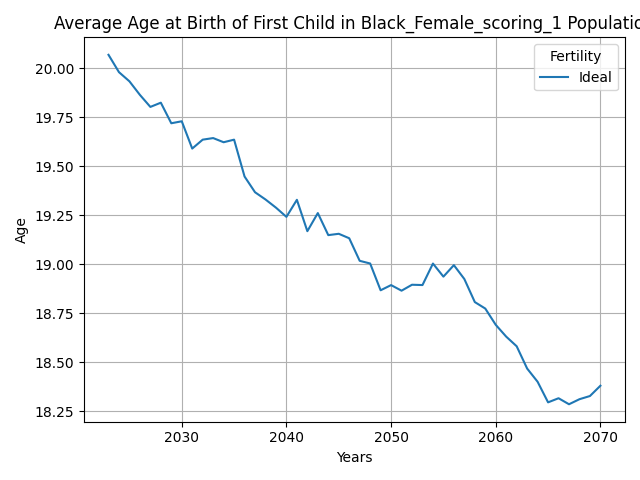 Average Age at Birth of First Child in Black_Female_scoring_1 Populatio
Fertility
Ideal
20.00
19.75
19.50
19.25
19.00
18.75
18.50
18.25
Age
2030 2040 2050 2060 2070
Years